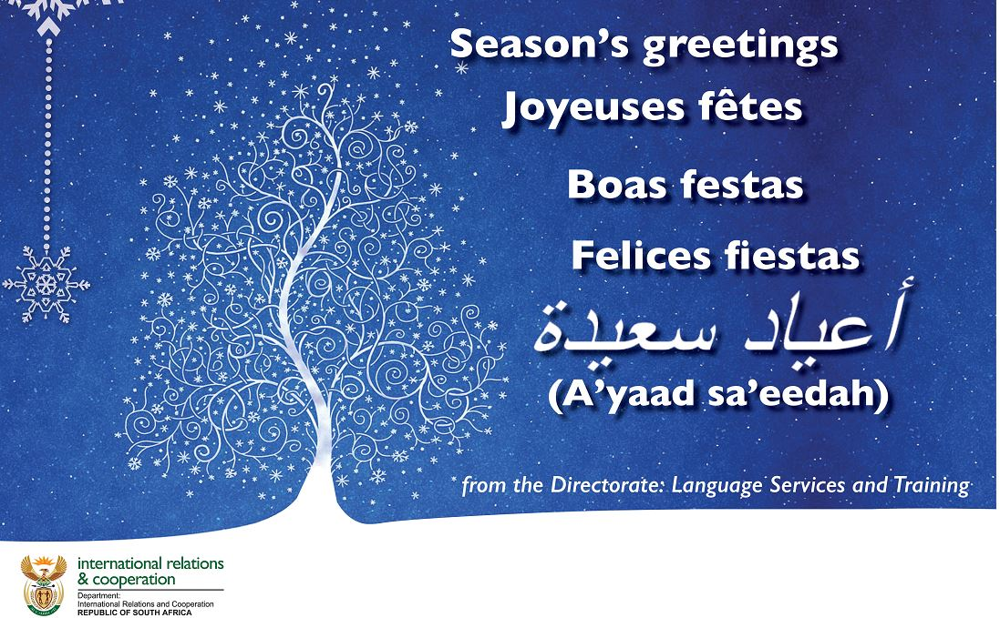 Season's greetings
Joyeuses fêtes
Boas festas
Felices fiestas
أعياد سعيدة
(A'yaad sa'eedah)
from the Directorate: Language Services and Training
international relations
& cooperation
Department:
International Relations and Cooperation
REPUBLIC OF SOUTH AFRICA